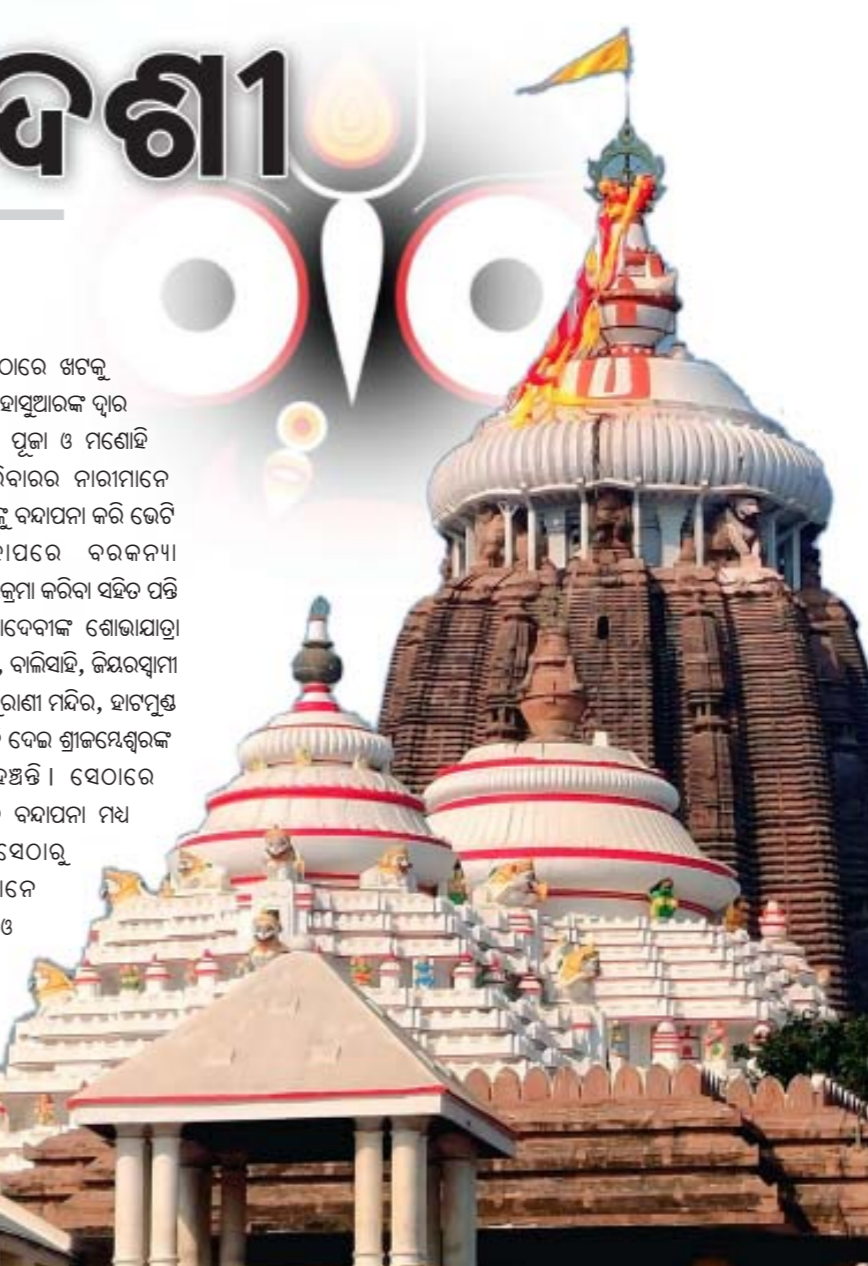 ଦଶୀ
ଠାରେ ଖଟକୁ
ହାସୁଆରଙ୍କ ଦ୍ୱାର
ପୂଜା ଓ ମଣୋହି
ରିବାରର ନାରୀମାନେ
ଙ୍କୁ ବନ୍ଦାପନା କରି ଭେଟି
ାପରେ ବରକନ୍ୟା
କ୍ରମା କରିବା ସହିତ ପନ୍ତି
ାଦେବୀଙ୍କ ଶୋଭାଯାତ୍ରା
, ବାଲିସାହି, ଜିୟରସ୍ୱାମୀ
ୁରାଣୀ ମନ୍ଦିର, ହାଟମୁଣ୍ଡ
ଦେଇ ଶ୍ରୀଜମ୍ଭେଶ୍ୱରଙ୍କ
ହଞ୍ଚନ୍ତି । ସେଠାରେ
ବନ୍ଦାପନା ମଧ୍ୟ
ସେଠାରୁ
ାନେ
ଓ